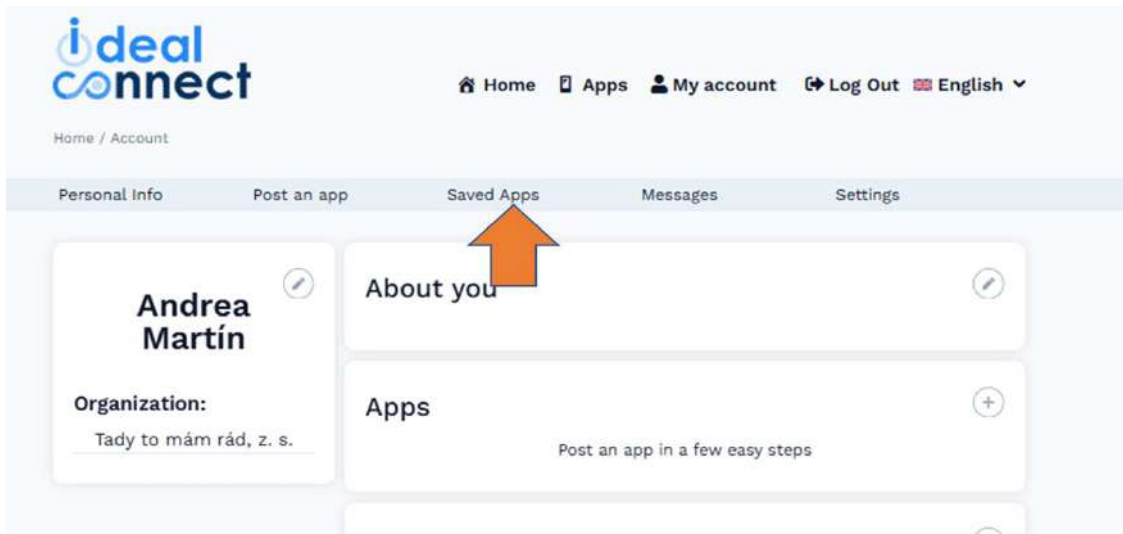 ideal
connect
Home Apps My account Log Out English
Home / Account
Personal Info Post an app Saved Apps Messages Settings
Andrea
Martín
Organization:
Tady to mám rád, z. s.
About you
Apps
Post an app in a few easy steps